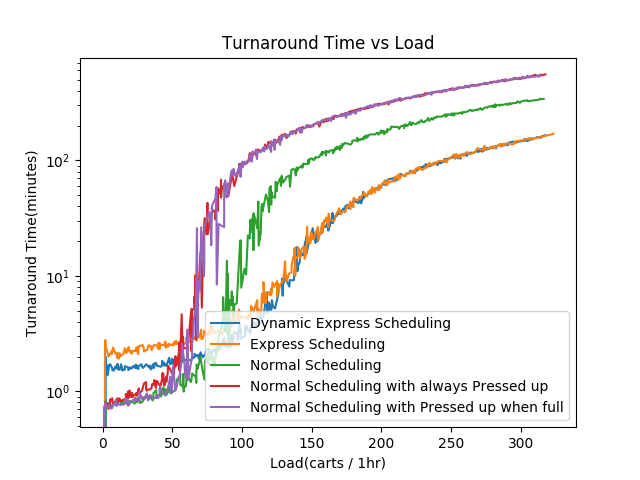 Turnaround Time vs Load
Turnaround Time(minutes)
10²
10¹
10⁰
Dynamic Express Scheduling
Express Scheduling
Normal Scheduling
Normal Scheduling with always Pressed up
Normal Scheduling with Pressed up when full
0 50 100 150 200 250 300
Load(carts / 1hr)